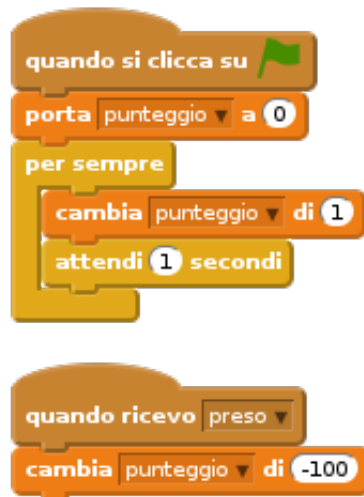 quando si clicca su
porta punteggio a 0
per sempre
cambia punteggio di 1
attendi 1 secondi
quando ricevo preso
cambia punteggio di -100